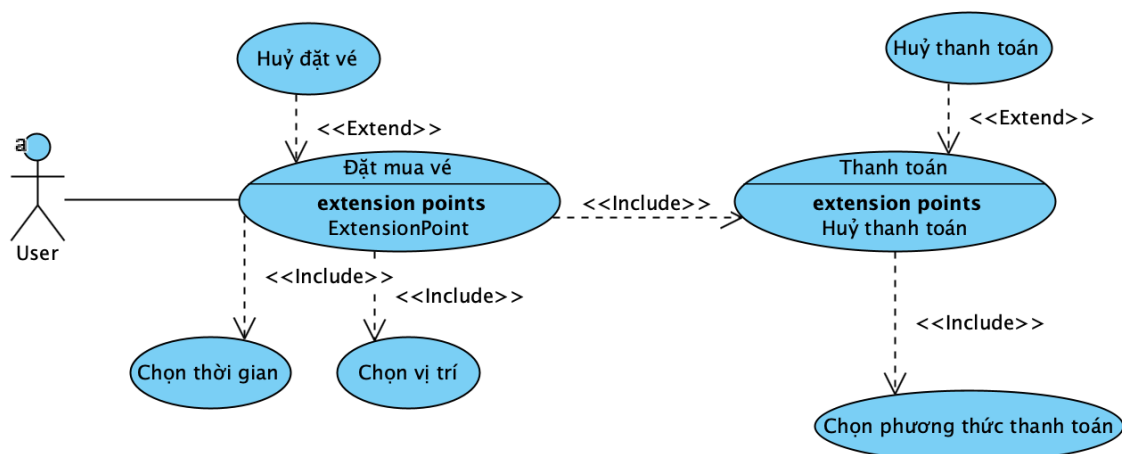 Huỷ đặt vé
Huỷ thanh toán
<<Extend>>
<<Extend>>
a
User
Đặt mua vé
extension points
ExtensionPoint
<<Include>>
Thanh toán
extension points
Huỷ thanh toán
<<Include>>
<<Include>>
<<Include>>
Chọn thời gian
Chọn vị trí
Chọn phương thức thanh toán